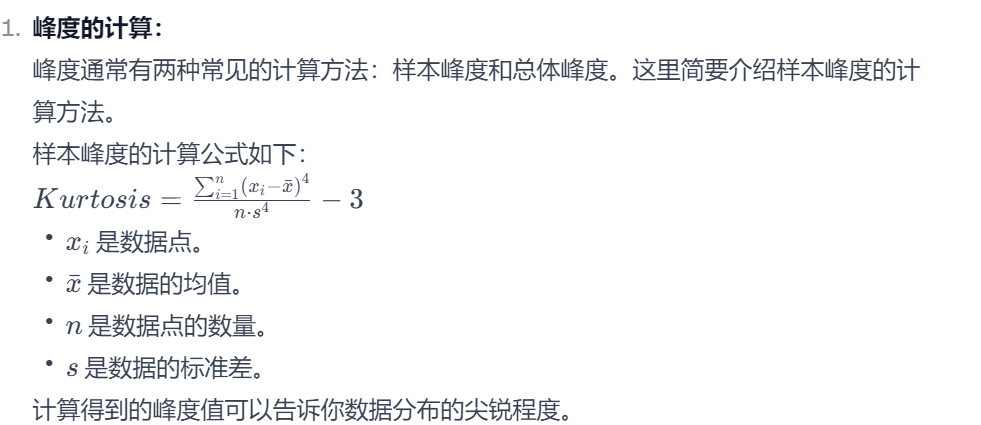 1. 峰度的计算：
峰度通常有两种常见的计算方法：样本峰度和总体峰度。这里简要介绍样本峰度的计
算方法。
样本峰度的计算公式如下：
$Kurtosis = \frac{\sum_{i=1}^{n}(x_i-\bar{x})^4}{n \cdot s^4} - 3$
• $x_i$ 是数据点。
• $\bar{x}$ 是数据的均值。
• $n$ 是数据点的数量。
• $s$ 是数据的标准差。
计算得到的峰度值可以告诉你数据分布的尖锐程度。